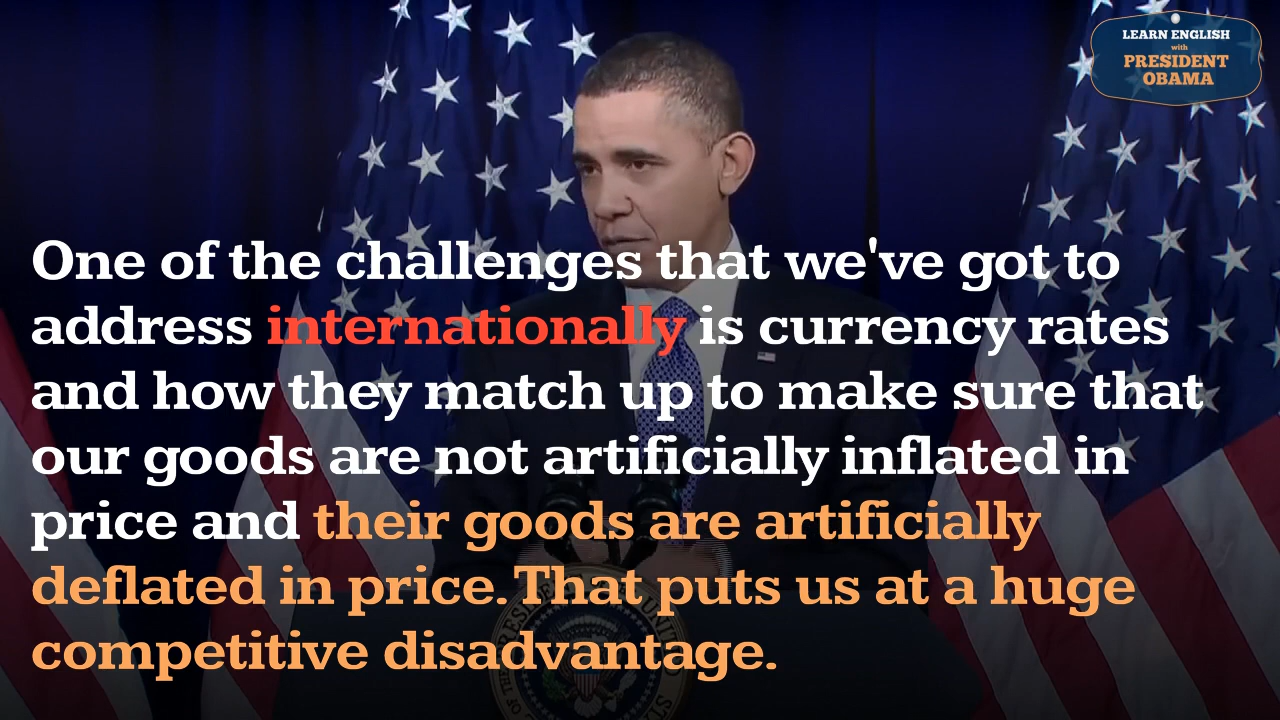 LEARN ENGLISH
with
PRESIDENT
OBAMA
One of the challenges that we've got to
address internationally is currency rates
and how they match up to make sure that
our goods are not artificially inflated in
price and their goods are artificially
deflated in price. That puts us at a huge
competitive disadvantage.